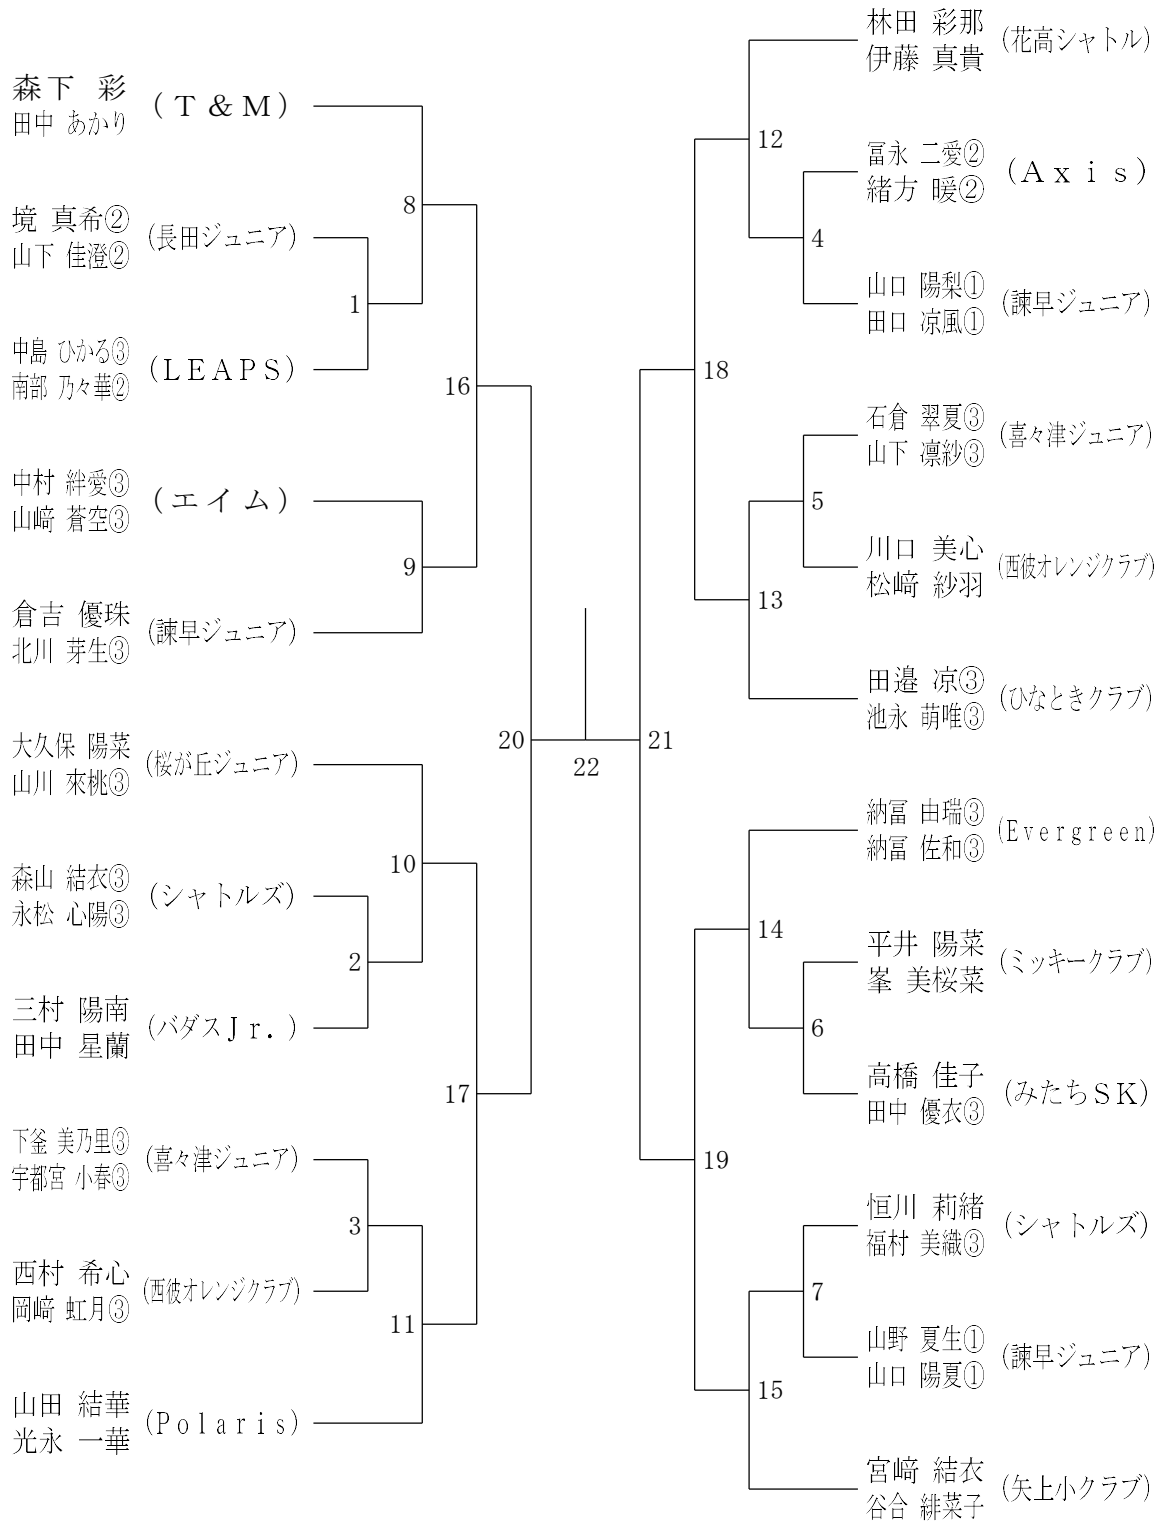 森下 彩
田中 あかり
(Ｔ＆Ｍ)
境 真希②
山下 佳澄②
(長田ジュニア)
中島 ひかる③
南部 乃々華②
(ＬＥＡＰＳ)
中村 絆愛③
山﨑 蒼空③
(エイム)
倉吉 優珠
北川 芽生③
(諫早ジュニア)
大久保 陽菜
山川 來桃③
(桜が丘ジュニア)
森山 結衣③
永松 心陽③
(シャトルズ)
三村 陽南
田中 星蘭
(バダスＪｒ.)
下釜 美乃里③
宇都宮 小春③
(喜々津ジュニア)
西村 希心
岡﨑 虹月③
(西彼オレンジクラブ)
山田 結華
光永 一華
(Ｐｏｌａｒｉｓ)
8
1
16
9
10
2
17
3
11
20
22
21
12
4
18
5
13
14
6
19
7
15
林田 彩那
伊藤 真貴
(花高シャトル)
冨永 二愛②
緒方 暖②
(Ａｘｉｓ)
山口 陽梨①
田口 凉風①
(諫早ジュニア)
石倉 翠夏③
山下 凛紗③
(喜々津ジュニア)
川口 美心
松﨑 紗羽
(西彼オレンジクラブ)
田邉 凉③
池永 萌唯③
(ひなときクラブ)
納冨 由瑞③
納冨 佐和③
(Ｅｖｅｒｇｒｅｅｎ)
平井 陽菜
峯 美桜菜
(ミッキークラブ)
高橋 佳子
田中 優衣③
(みたちＳＫ)
恒川 莉緒
福村 美織③
(シャトルズ)
山野 夏生①
山口 陽夏①
(諫早ジュニア)
宮﨑 結衣
谷合 緋菜子
(矢上小クラブ)